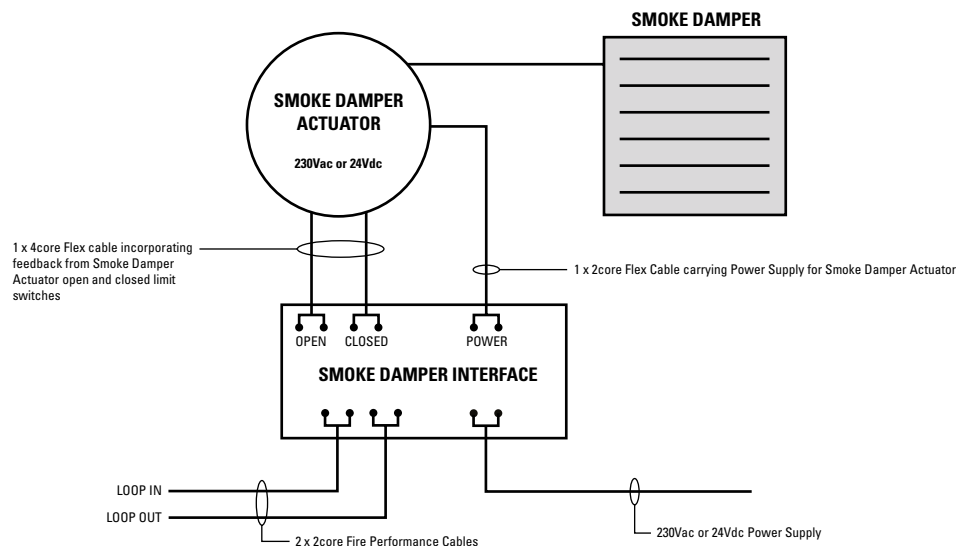 SMOKE DAMPER
SMOKE DAMPER
ACTUATOR
230Vac or 24Vdc
1 x 4core Flex cable incorporating
feedback from Smoke Damper
Actuator open and closed limit
switches
1 x 2core Flex Cable carrying Power Supply for Smoke Damper Actuator
OPEN CLOSED POWER
SMOKE DAMPER INTERFACE
LOOP IN
LOOP OUT
230Vac or 24Vdc Power Supply
2 x 2core Fire Performance Cables